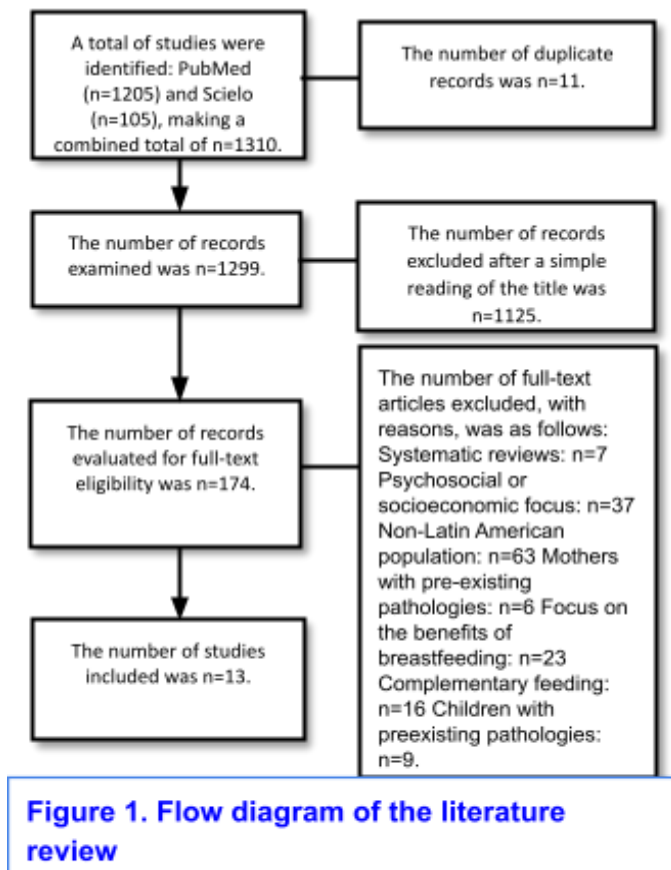 A total of studies were
identified: PubMed
(n=1205) and Scielo
(n=105), making a
combined total of n=1310.
The number of duplicate
records was n=11.
The number of records
examined was n=1299.
The number of records
excluded after a simple
reading of the title was
n=1125.
The number of records
evaluated for full-text
eligibility was n=174.
The number of full-text
articles excluded, with
reasons, was as follows:
Systematic reviews: n=7
Psychosocial or
socioeconomic focus: n=37
Non-Latin American
population: n=63 Mothers
with pre-existing
pathologies: n=6 Focus on
the benefits of
breastfeeding: n=23
Complementary feeding:
n=16 Children with
preexisting pathologies:
n=9.
The number of studies
included was n=13.
Figure 1. Flow diagram of the literature
review